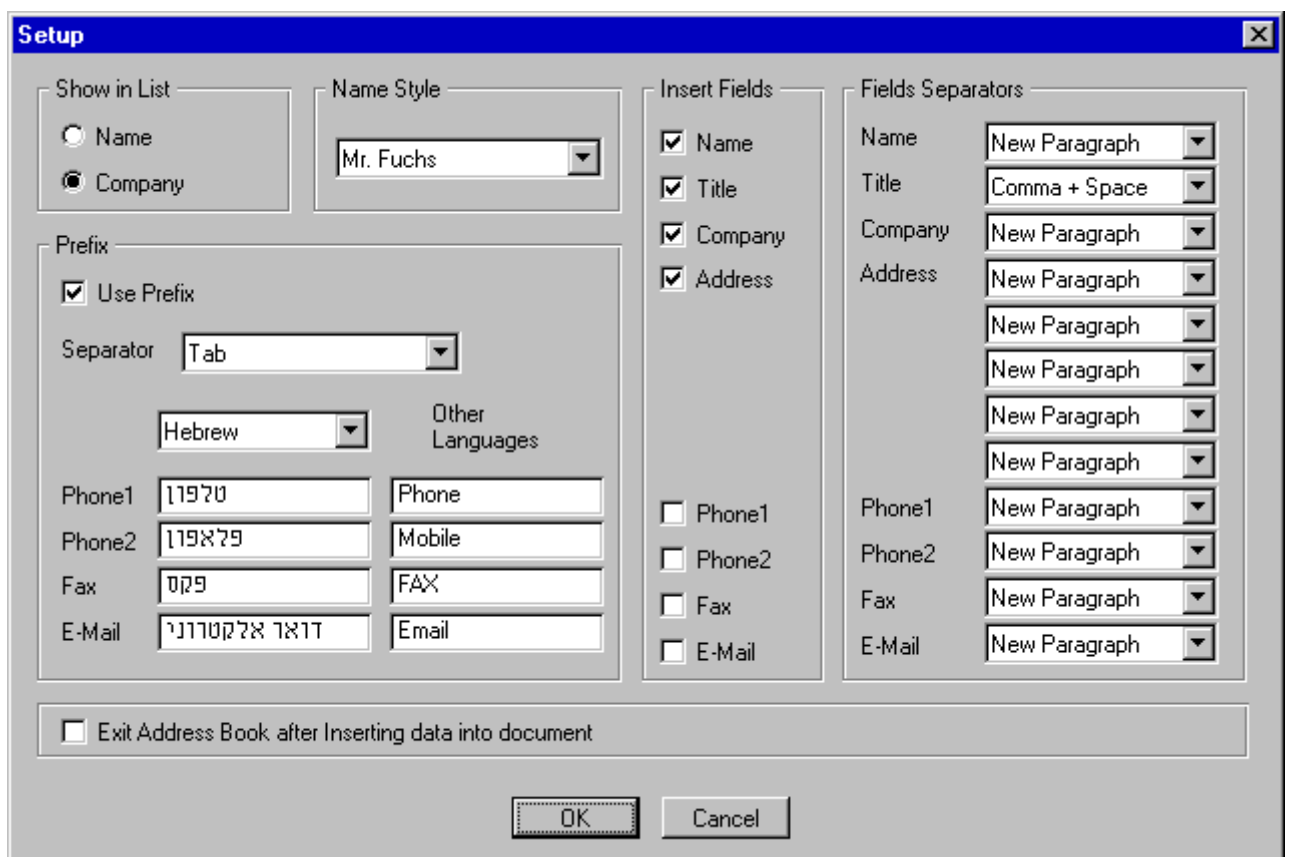 Setup
Show in List
Name
Company
Name Style
Mr. Fuchs
Prefix
Use Prefix
Separator Tab
Hebrew
Other
Languages
Phone1 טלפון Phone
Phone2 פלאפון Mobile
Fax פקס FAX
E-Mail דואר אלקטרוני Email
Insert Fields
Name
Title
Company
Address
Phone1
Phone2
Fax
E-Mail
Fields Separators
Name New Paragraph
Title Comma + Space
Company New Paragraph
Address New Paragraph
New Paragraph
New Paragraph
New Paragraph
New Paragraph
Phone1 New Paragraph
Phone2 New Paragraph
Fax New Paragraph
E-Mail New Paragraph
Exit Address Book after Inserting data into document
OK
Cancel